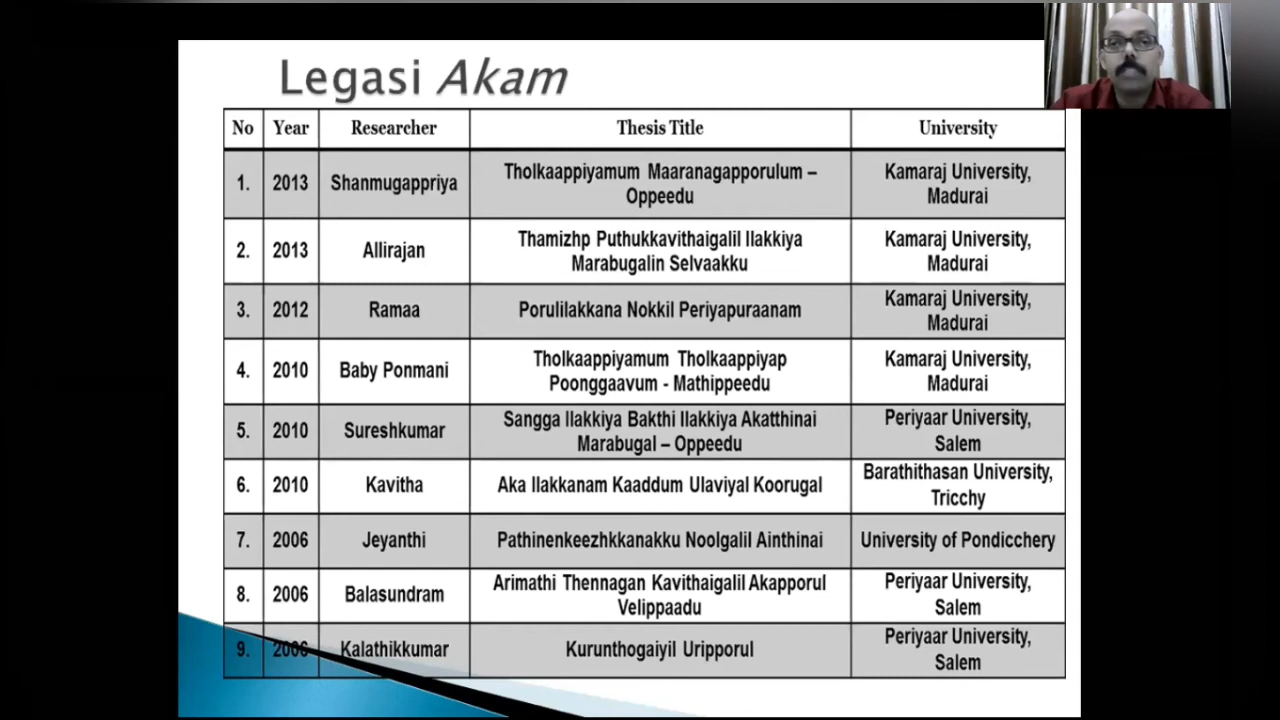 Legasi Akam
No Year Researcher Thesis Title University
1. 2013 Shanmugappriya Tholkaappiyamum Maaranagapporulum – Oppeedu Kamaraj University, Madurai
2. 2013 Allirajan Thamizhp Puthukkavithaigalil Ilakkiya Marabugalin Selvaakku Kamaraj University, Madurai
3. 2012 Ramaa Porulilakkana Nokkil Periyapuraanam Kamaraj University, Madurai
4. 2010 Baby Ponmani Tholkaappiyamum Tholkaappiyap Poonggaavum - Mathippeedu Kamaraj University, Madurai
5. 2010 Sureshkumar Sangga Ilakkiya Bakthi Ilakkiya Akatthinai Marabugal – Oppeedu Periyaar University, Salem
6. 2010 Kavitha Aka Ilakkanam Kaaddum Ulaviyal Koorugal Barathithasan University, Tricchy
7. 2006 Jeyanthi Pathinenkeezhkkanakku Noolgalil Ainthinai University of Pondicchery
8. 2006 Balasundram Arimathi Thennagan Kavithaigalil Akapporul Velippaadu Periyaar University, Salem
9. 2006 Kalathikkumar Kurunthogaiyil Uripporul Periyaar University, Salem